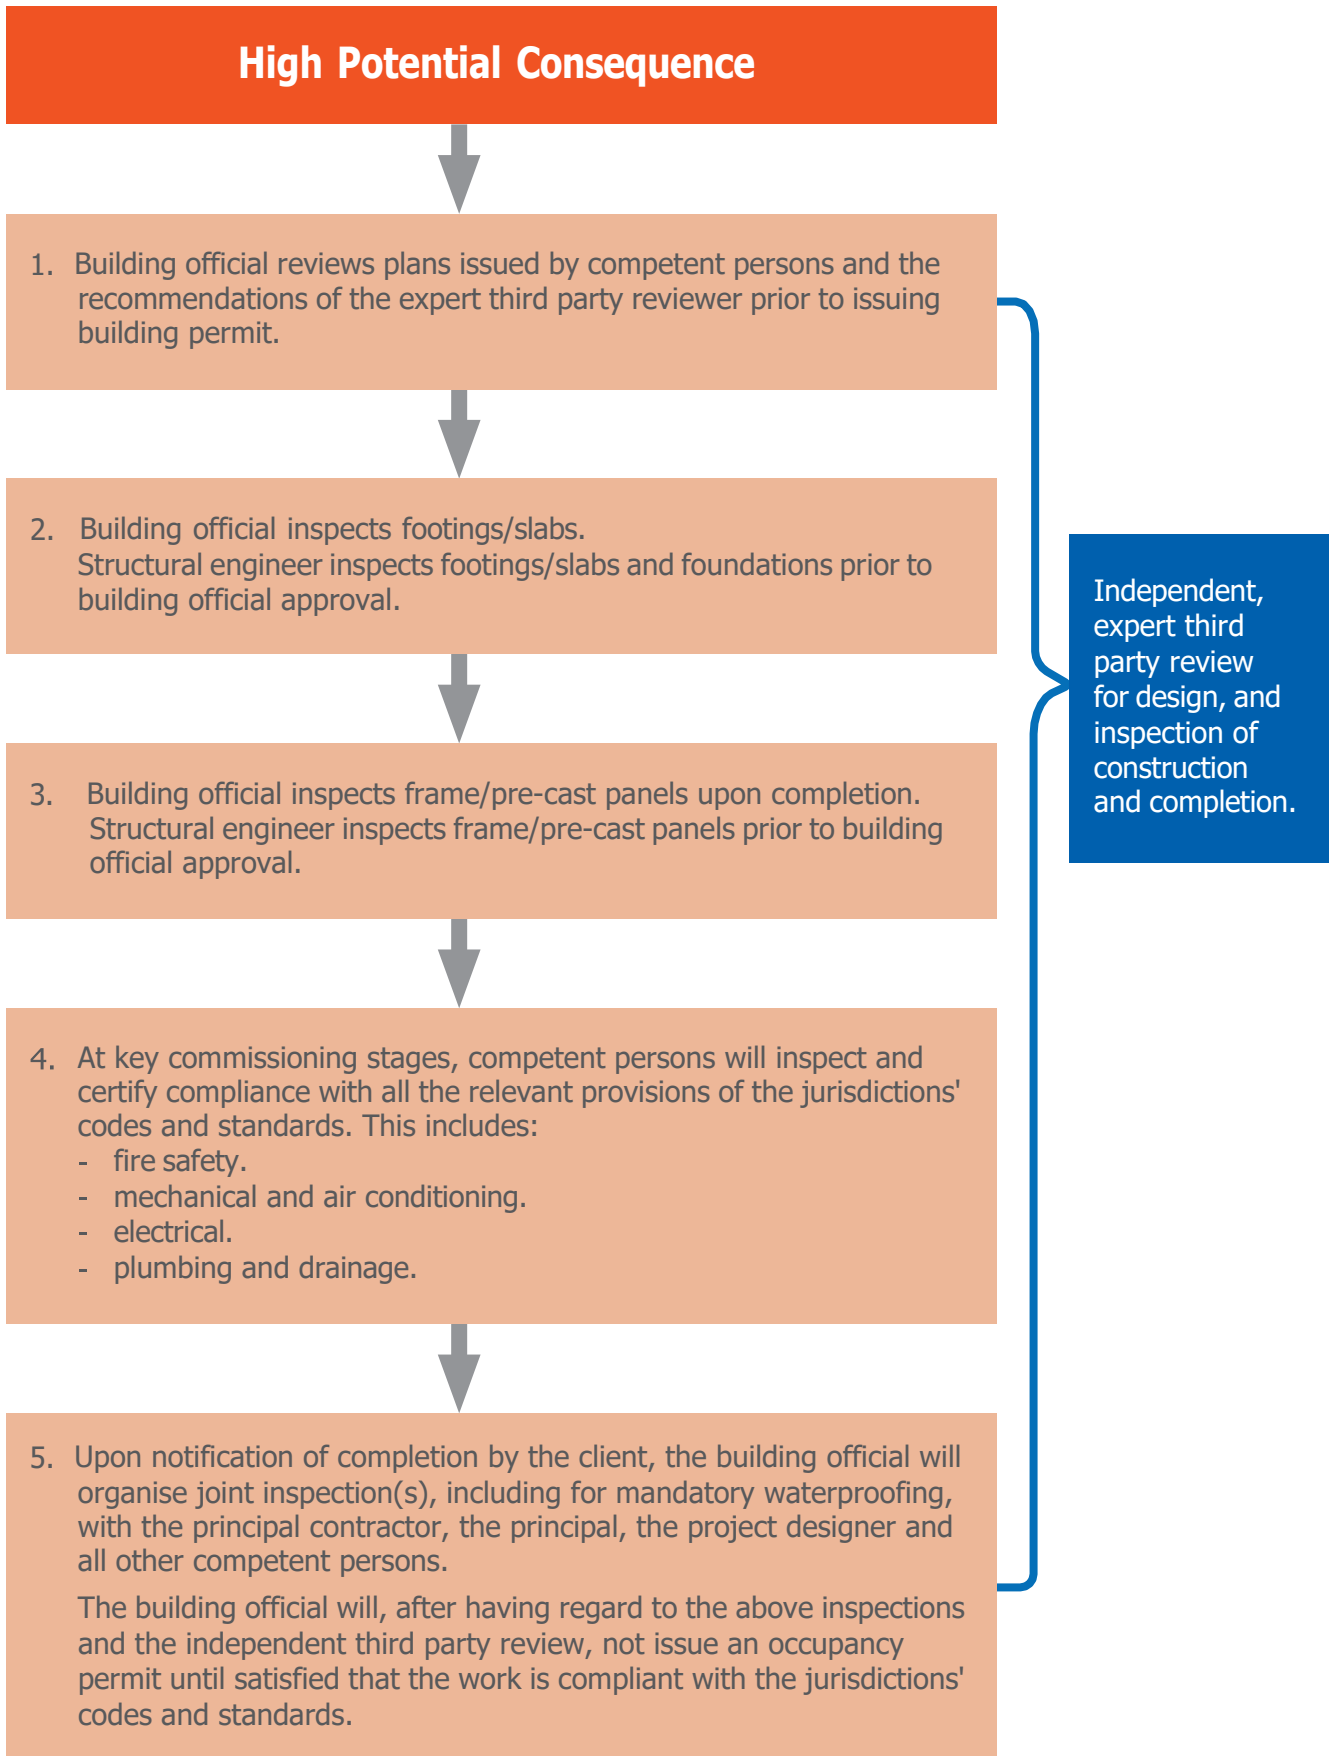 High Potential Consequence
1. Building official reviews plans issued by competent persons and the
recommendations of the expert third party reviewer prior to issuing
building permit.
2. Building official inspects footings/slabs.
Structural engineer inspects footings/slabs and foundations prior to
building official approval.
3. Building official inspects frame/pre-cast panels upon completion.
Structural engineer inspects frame/pre-cast panels prior to building
official approval.
4. At key commissioning stages, competent persons will inspect and
certify compliance with all the relevant provisions of the jurisdictions'
codes and standards. This includes:
- fire safety.
- mechanical and air conditioning.
- electrical.
- plumbing and drainage.
5. Upon notification of completion by the client, the building official will
organise joint inspection(s), including for mandatory waterproofing,
with the principal contractor, the principal, the project designer and
all other competent persons.
The building official will, after having regard to the above inspections
and the independent third party review, not issue an occupancy
permit until satisfied that the work is compliant with the jurisdictions'
codes and standards.
Independent,
expert third
party review
for design, and
inspection of
construction
and completion.